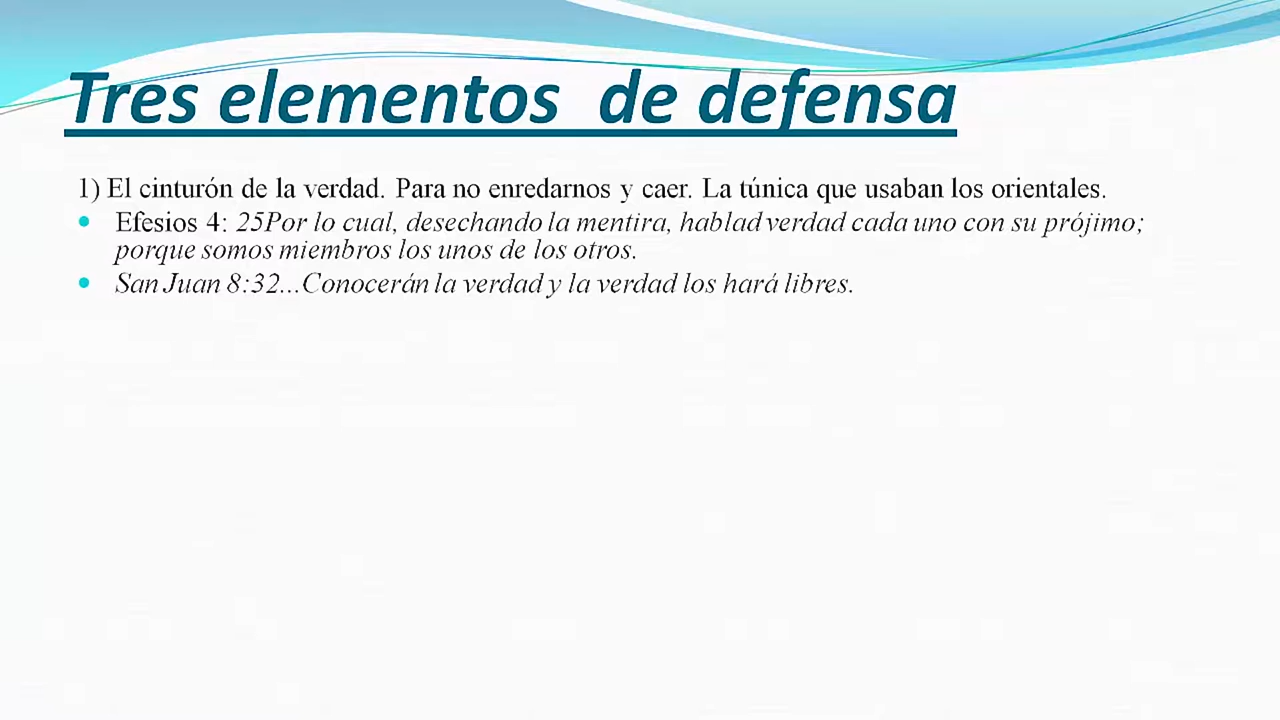 Tres elementos de defensa
1) El cinturón de la verdad. Para no enredarnos y caer. La túnica que usaban los orientales.
• Efesios 4: 25Por lo cual, desechando la mentira, hablad verdad cada uno con su prójimo;
porque somos miembros los unos de los otros.
• San Juan 8:32...Conocerán la verdad y la verdad los hará libres.